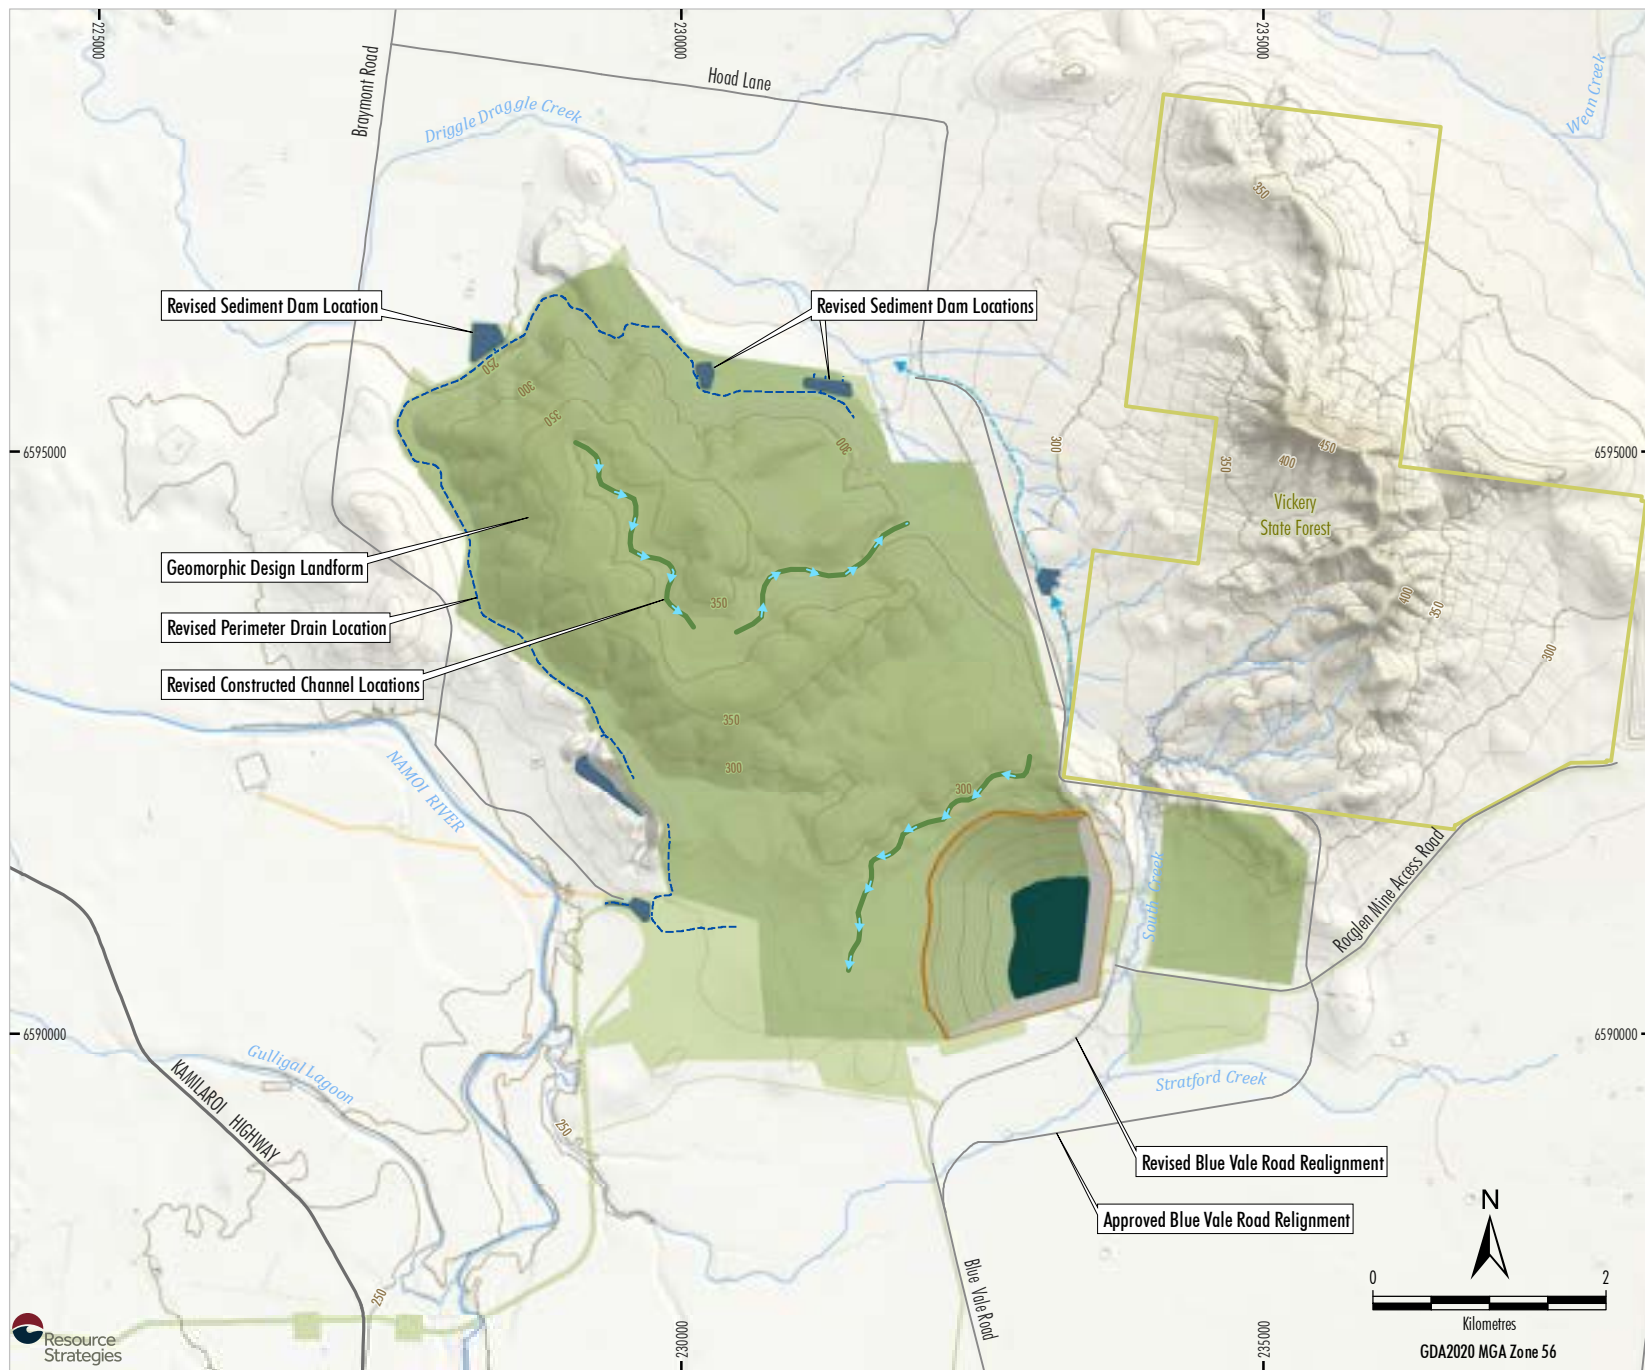 225000
230000
235000
Braymont Road
Hoad Lane
Driggle Draggle Creek
Wean Creek
350
Revised Sediment Dam Location
Revised Sediment Dam Locations
250
300
350
300
300
350
450
400
6595000
6595000
Vickery
State Forest
Geomorphic Design Landform
Revised Perimeter Drain Location
Revised Constructed Channel Locations
350
400
350
300
350
300
300
NAMOI RIVER
South Creek
Rocglen Mine Access Road
6590000
6590000
Gulligal Lagoon
KAMILAROI HIGHWAY
Stratford Creek
250
Revised Blue Vale Road Realignment
Approved Blue Vale Road Relignment
Blue Vale Road
250
N
0 2
Kilometres
GDA2020 MGA Zone 56
Resource
Strategies
230000
235000